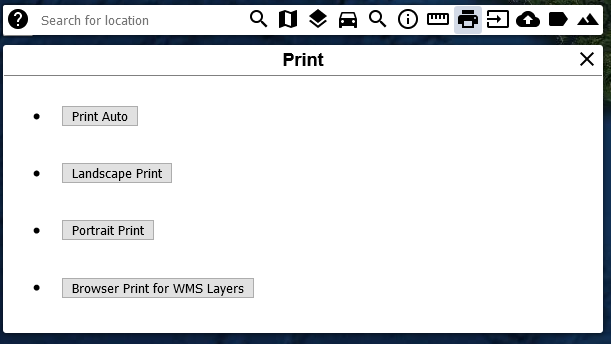 Search for location
Print
Print Auto
Landscape Print
Portrait Print
Browser Print for WMS Layers